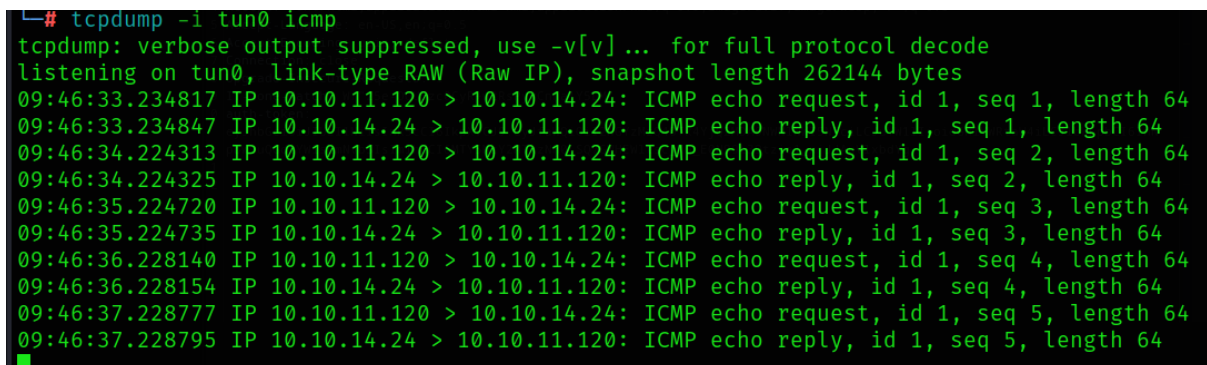 └─# tcpdump -i tun0 icmp
tcpdump: verbose output suppressed, use -v[v]... for full protocol decode
listening on tun0, link-type RAW (Raw IP), snapshot length 262144 bytes
09:46:33.234817 IP 10.10.11.120 > 10.10.14.24: ICMP echo request, id 1, seq 1, length 64
09:46:33.234847 IP 10.10.14.24 > 10.10.11.120: ICMP echo reply, id 1, seq 1, length 64
09:46:34.224313 IP 10.10.11.120 > 10.10.14.24: ICMP echo request, id 1, seq 2, length 64
09:46:34.224325 IP 10.10.14.24 > 10.10.11.120: ICMP echo reply, id 1, seq 2, length 64
09:46:35.224720 IP 10.10.11.120 > 10.10.14.24: ICMP echo request, id 1, seq 3, length 64
09:46:35.224735 IP 10.10.14.24 > 10.10.11.120: ICMP echo reply, id 1, seq 3, length 64
09:46:36.228140 IP 10.10.11.120 > 10.10.14.24: ICMP echo request, id 1, seq 4, length 64
09:46:36.228154 IP 10.10.14.24 > 10.10.11.120: ICMP echo reply, id 1, seq 4, length 64
09:46:37.228777 IP 10.10.11.120 > 10.10.14.24: ICMP echo request, id 1, seq 5, length 64
09:46:37.228795 IP 10.10.14.24 > 10.10.11.120: ICMP echo reply, id 1, seq 5, length 64